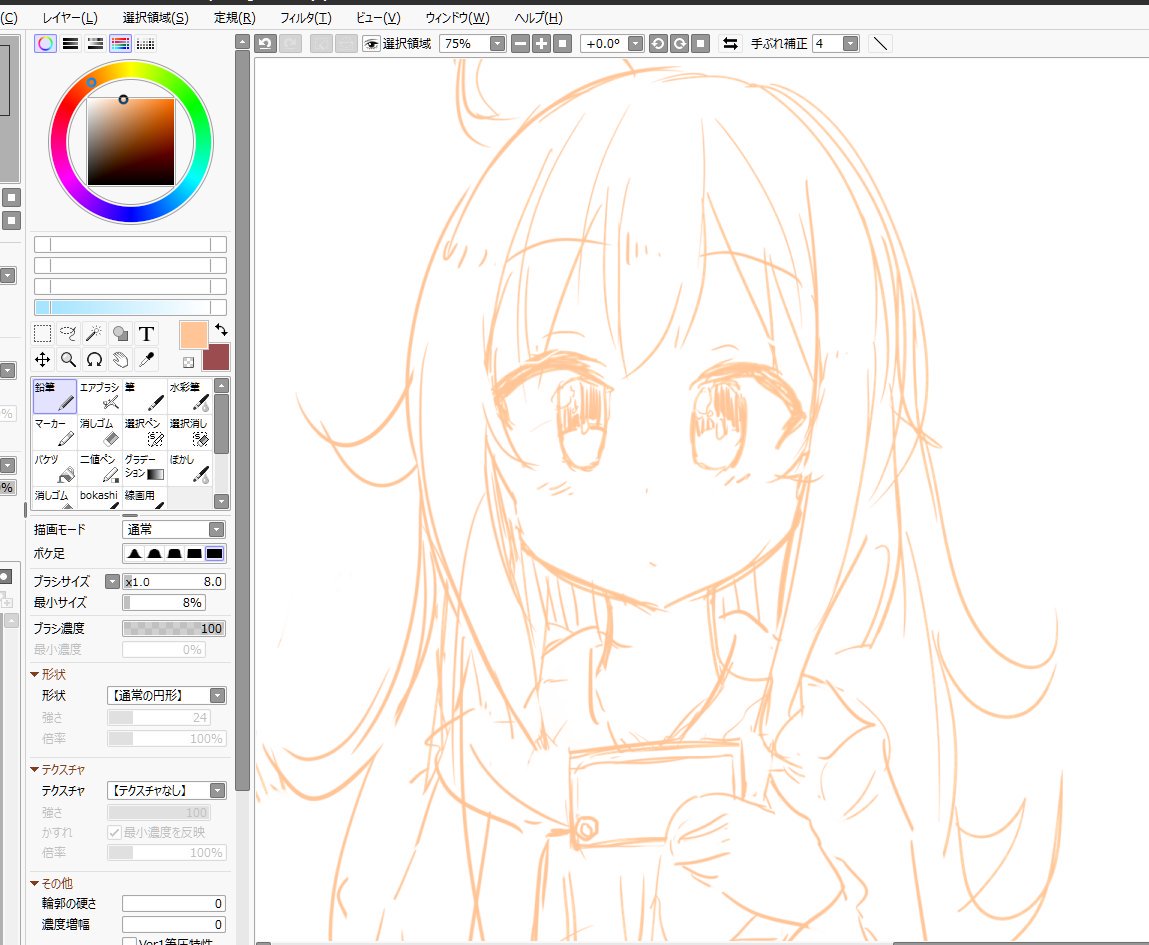 (C) レイヤー(L) 選択領域(S) 定規(R) フィルタ(T) ビュー(V) ウィンドウ(W) ヘルプ(H)
選択領域 75% +0.0° 手ぶれ補正 4
T
鉛筆 エアブラシ 筆 水彩筆
マーカー 消しゴム 選択ペン 選択消し
バケツ 二値ペン グラデーション ぼかし
消しゴム bokashi 線画用
描画モード 通常
ボケ足
ブラシサイズ x1.0 8.0
最小サイズ 8%
ブラシ濃度 100
最小濃度 0%
形状
形状 【通常の円形】
強さ 24
倍率 100%
テクスチャ
テクスチャ 【テクスチャなし】
強さ 100
かすれ 最小濃度を反映
倍率 100%
その他
輪郭の硬さ 0
濃度増幅 0
Ver1筆圧特性